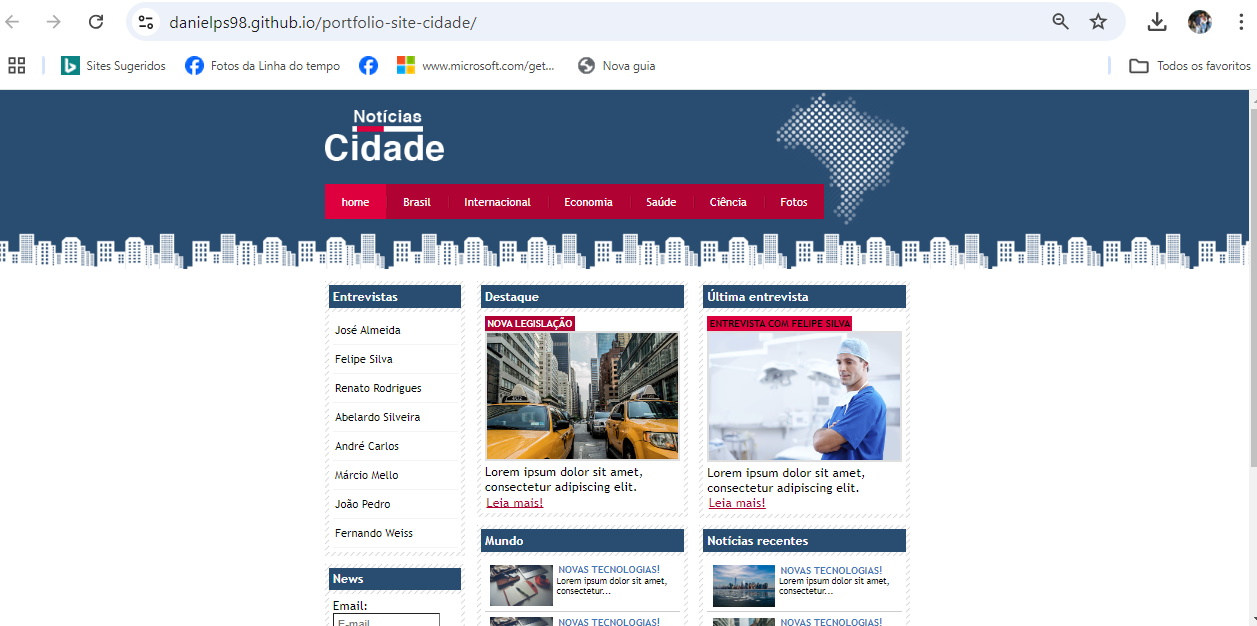 danielps98.github.io/portfolio-site-cidade/
Sites Sugeridos
Fotos da Linha do tempo
www.microsoft.com/get...
Nova guia
Todos os favoritos
Notícias
Cidade
home Brasil Internacional Economia Saúde Ciência Fotos
Entrevistas
José Almeida
Felipe Silva
Renato Rodrigues
Abelardo Silveira
André Carlos
Márcio Mello
João Pedro
Fernando Weiss
News
Email:
E-mail
Destaque
NOVA LEGISLAÇÃO
Lorem ipsum dolor sit amet,
consectetur adipiscing elit.
Leia mais!
Mundo
NOVAS TECNOLOGIAS!
Lorem ipsum dolor sit amet,
consectetur...
NOVAS TECNOLOGIAS!
Última entrevista
ENTREVISTA COM FELIPE SILVA
Lorem ipsum dolor sit amet,
consectetur adipiscing elit.
Leia mais!
Notícias recentes
NOVAS TECNOLOGIAS!
Lorem ipsum dolor sit amet,
consectetur...
NOVAS TECNOLOGIAS!